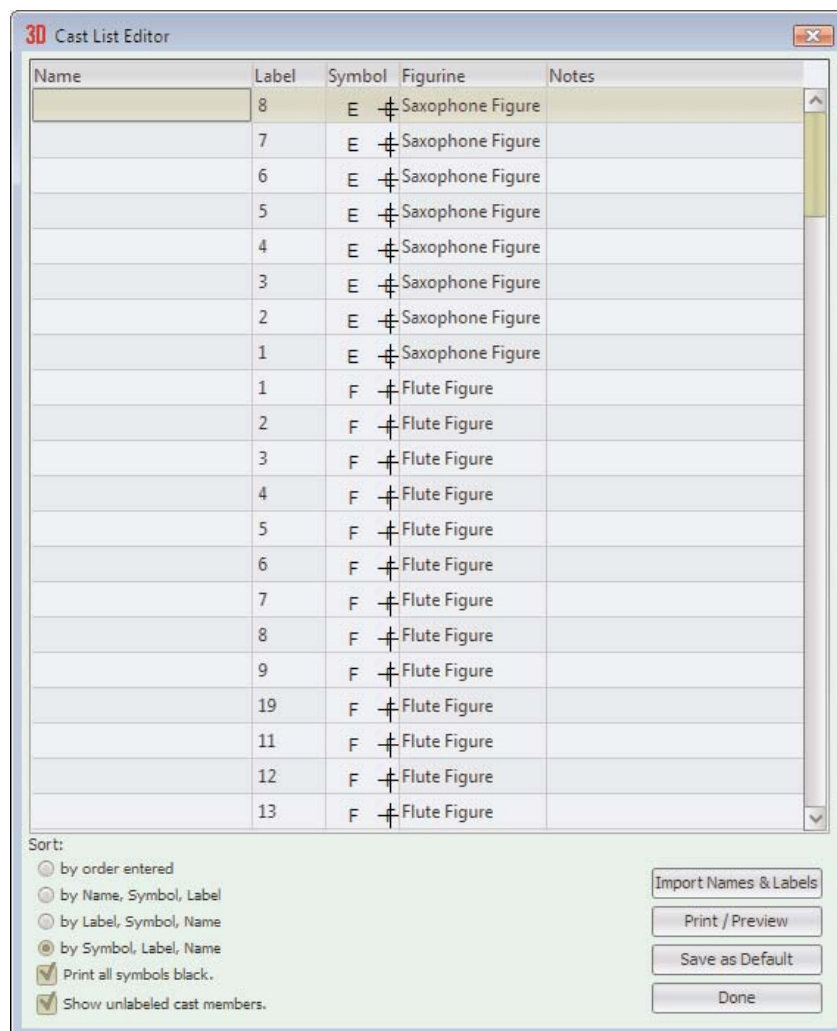 3D Cast List Editor
Name Label Symbol Figurine Notes
8 E Saxophone Figure
7 E Saxophone Figure
6 E Saxophone Figure
5 E Saxophone Figure
4 E Saxophone Figure
3 E Saxophone Figure
2 E Saxophone Figure
1 E Saxophone Figure
1 F Flute Figure
2 F Flute Figure
3 F Flute Figure
4 F Flute Figure
5 F Flute Figure
6 F Flute Figure
7 F Flute Figure
8 F Flute Figure
9 F Flute Figure
19 F Flute Figure
11 F Flute Figure
12 F Flute Figure
13 F Flute Figure
Sort:
by order entered
by Name, Symbol, Label
by Label, Symbol, Name
by Symbol, Label, Name
Print all symbols black.
Show unlabeled cast members.
Import Names & Labels
Print / Preview
Save as Default
Done